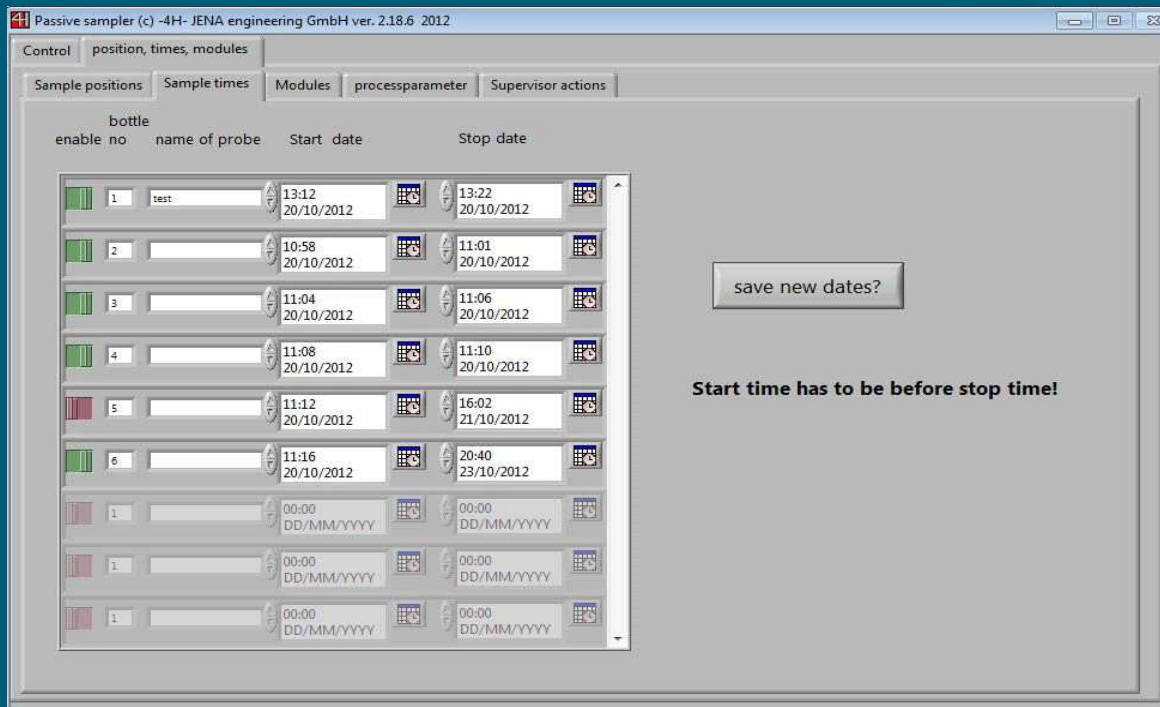 4H Passive sampler (c) -4H- JENA engineering GmbH ver. 2.18.6 2012
Control position, times, modules
Sample positions Sample times Modules processparameter Supervisor actions
bottle
enable no name of probe Start date Stop date
1 test 13:12 13:22
20/10/2012 20/10/2012
2 10:58 11:01
20/10/2012 20/10/2012
save new dates?
3 11:04 11:06
20/10/2012 20/10/2012
4 11:08 11:10
20/10/2012 20/10/2012
Start time has to be before stop time!
5 11:12 16:02
20/10/2012 21/10/2012
6 11:16 20:40
20/10/2012 23/10/2012
1 00:00 00:00
DD/MM/YYYY DD/MM/YYYY
1 00:00 00:00
DD/MM/YYYY DD/MM/YYYY
1 00:00 00:00
DD/MM/YYYY DD/MM/YYYY